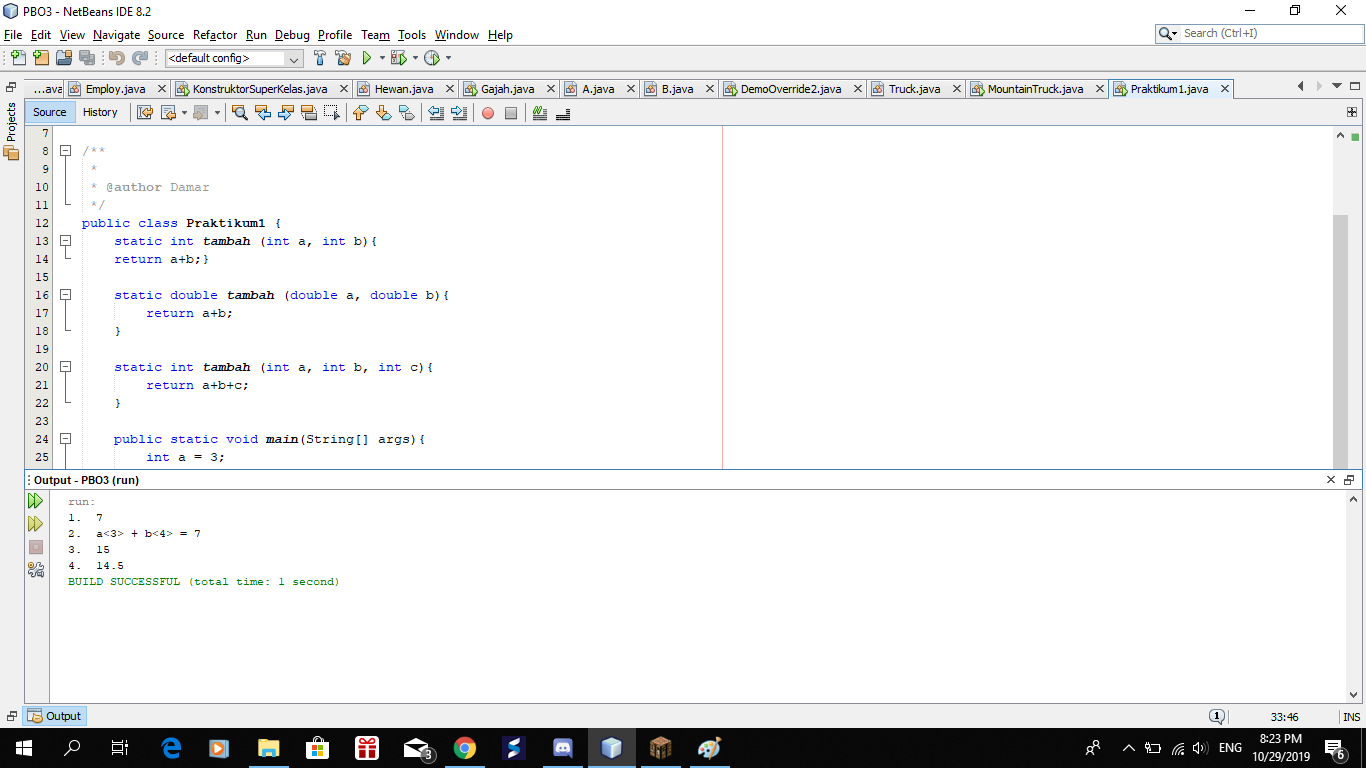 PBO3 - NetBeans IDE 8.2
File Edit View Navigate Source Refactor Run Debug Profile Team Tools Window Help
Search (Ctrl+I)
<default config>
...ava Employ.java KonstruktorSuperKelas.java Hewan.java Gajah.java A.java B.java DemoOverride2.java Truck.java MountainTruck.java Praktikum1.java
Projects
Source History
7
8 /**
9 *
10 * @author Damar
11 */
12 public class Praktikum1 {
13 static int tambah (int a, int b){
14 return a+b;}
15
16 static double tambah (double a, double b){
17 return a+b;
18 }
19
20 static int tambah (int a, int b, int c){
21 return a+b+c;
22 }
23
24 public static void main(String[] args){
25 int a = 3;
Output - PBO3 (run)
run:
1. 7
2. a<3> + b<4> = 7
3. 15
4. 14.5
BUILD SUCCESSFUL (total time: 1 second)
Output
1
33:46
INS
3
ENG
8:23 PM
10/29/2019
6